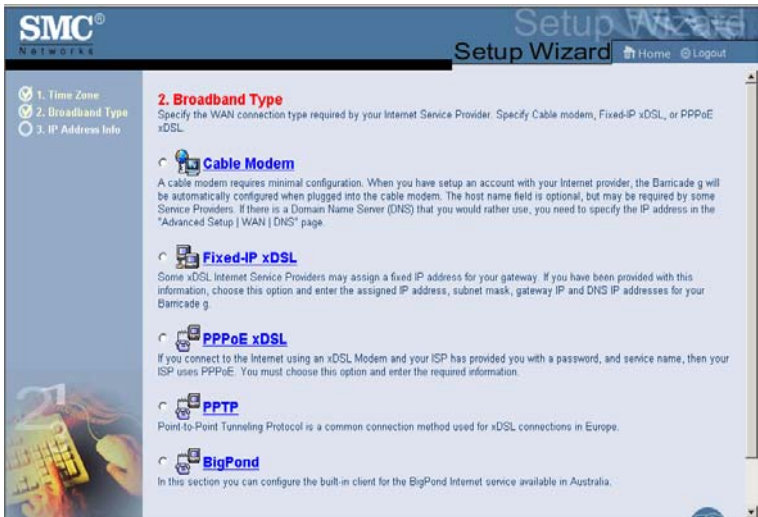 SMC®
Networks
Setup Wizard
Setup Wizard
Home
Logout
1. Time Zone
2. Broadband Type
3. IP Address Info
2. Broadband Type
Specify the WAN connection type required by your Internet Service Provider. Specify Cable modem, Fixed-IP xDSL, or PPPoE
xDSL.
Cable Modem
A cable modem requires minimal configuration. When you have setup an account with your Internet provider, the Barricade g will
be automatically configured when plugged into the cable modem. The host name field is optional, but may be required by some
Service Providers. If there is a Domain Name Server (DNS) that you would rather use, you need to specify the IP address in the
"Advanced Setup | WAN | DNS" page.
Fixed-IP xDSL
Some xDSL Internet Service Providers may assign a fixed IP address for your gateway. If you have been provided with this
information, choose this option and enter the assigned IP address, subnet mask, gateway IP and DNS IP addresses for your
Barricade g.
PPPoE xDSL
If you connect to the Internet using an xDSL Modem and your ISP has provided you with a password, and service name, then your
ISP uses PPPoE. You must choose this option and enter the required information.
PPTP
Point-to-Point Tunneling Protocol is a common connection method used for xDSL connections in Europe.
BigPond
In this section you can configure the built-in client for the BigPond Internet service available in Australia.
2.